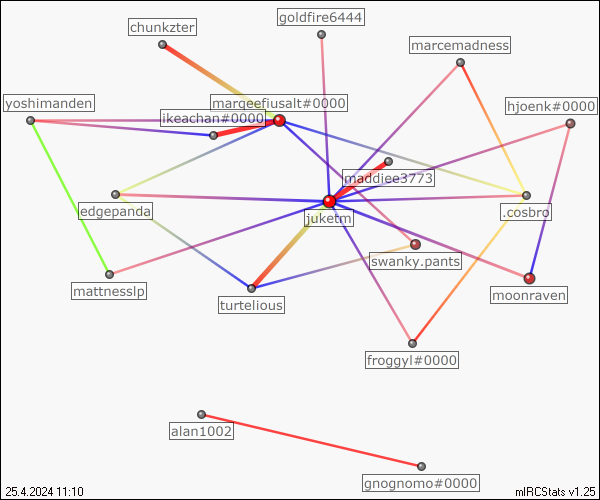 goldfire6444
chunkzter
marcemadness
yoshimanden
marqeefiusalt#0000
hjoenk#0000
ikeachan#0000
maddiee3773
edgepanda
juketm
.cosbro
swanky.pants
mattnesslp
turtelious
moonraven
froggyl#0000
alan1002
gnognomo#0000
25.4.2024 11:10
mIRCStats v1.25